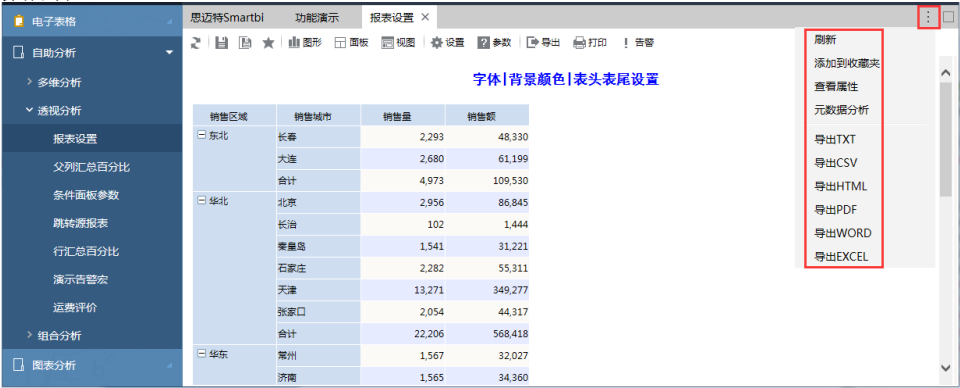 电子表格
自助分析
多维分析
透视分析
报表设置
父列汇总百分比
条件面板参数
跳转源报表
行汇总百分比
演示告警宏
运费评价
组合分析
图表分析
思迈特Smartbi 功能演示 报表设置
图形 面板 视图 设置 参数 导出 打印 告警
字体|背景颜色|表头表尾设置
销售区域 销售城市 销售量 销售额
东北 长春 2,293 48,330
大连 2,680 61,199
合计 4,973 109,530
华北 北京 2,956 86,845
长治 102 1,444
秦皇岛 1,541 31,221
石家庄 2,282 55,311
天津 13,271 349,277
张家口 2,054 44,317
合计 22,206 568,418
华东 常州 1,567 32,027
济南 1,565 34,360
刷新
添加到收藏夹
查看属性
元数据分析
导出TXT
导出CSV
导出HTML
导出PDF
导出WORD
导出EXCEL